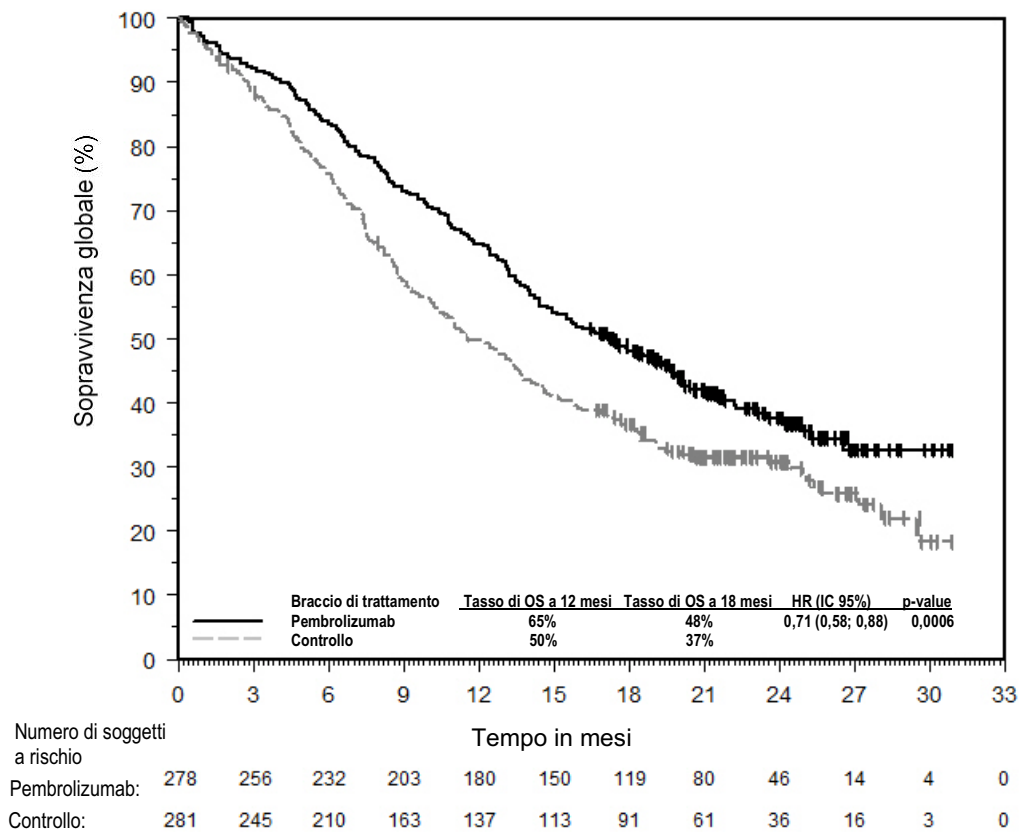 Sopravvivenza globale (%)
100
90
80
70
60
50
40
30
20
10
0
Braccio di trattamento Tasso di OS a 12 mesi Tasso di OS a 18 mesi HR (IC 95%) p-value
Pembrolizumab 65% 48% 0,71 (0,58; 0,88) 0,0006
Controllo 50% 37%
0 3 6 9 12 15 18 21 24 27 30 33
Tempo in mesi
Numero di soggetti
a rischio
Pembrolizumab: 278 256 232 203 180 150 119 80 46 14 4 0
Controllo: 281 245 210 163 137 113 91 61 36 16 3 0